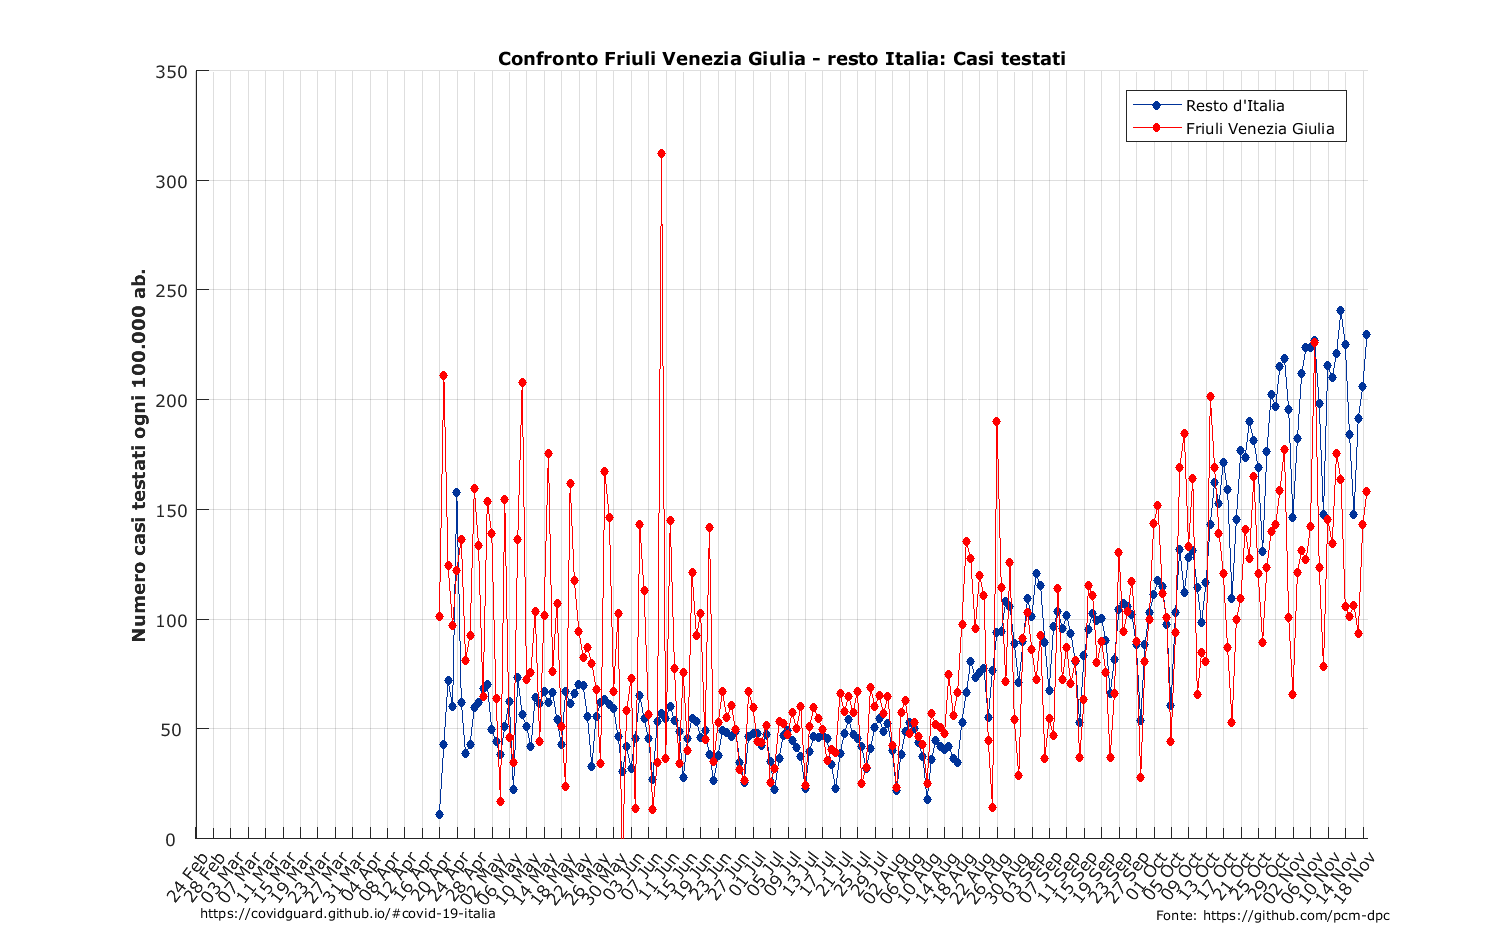 Confronto Friuli Venezia Giulia - resto Italia: Casi testati
Resto d'Italia
Friuli Venezia Giulia
Numero casi testati ogni 100.000 ab.
350
300
250
200
150
100
50
0
24 Feb
28 Feb
03 Mar
07 Mar
11 Mar
15 Mar
19 Mar
23 Mar
27 Mar
31 Mar
04 Apr
08 Apr
12 Apr
16 Apr
20 Apr
24 Apr
28 Apr
02 May
06 May
10 May
14 May
18 May
22 May
26 May
30 May
03 Jun
07 Jun
11 Jun
15 Jun
19 Jun
23 Jun
27 Jun
01 Jul
05 Jul
09 Jul
13 Jul
17 Jul
21 Jul
25 Jul
29 Jul
02 Aug
06 Aug
10 Aug
14 Aug
18 Aug
22 Aug
26 Aug
30 Aug
03 Sep
07 Sep
11 Sep
15 Sep
19 Sep
23 Sep
27 Sep
01 Oct
05 Oct
09 Oct
13 Oct
17 Oct
21 Oct
25 Oct
29 Oct
02 Nov
06 Nov
10 Nov
14 Nov
18 Nov
https://covidguard.github.io/#covid-19-italia
Fonte: https://github.com/pcm-dpc